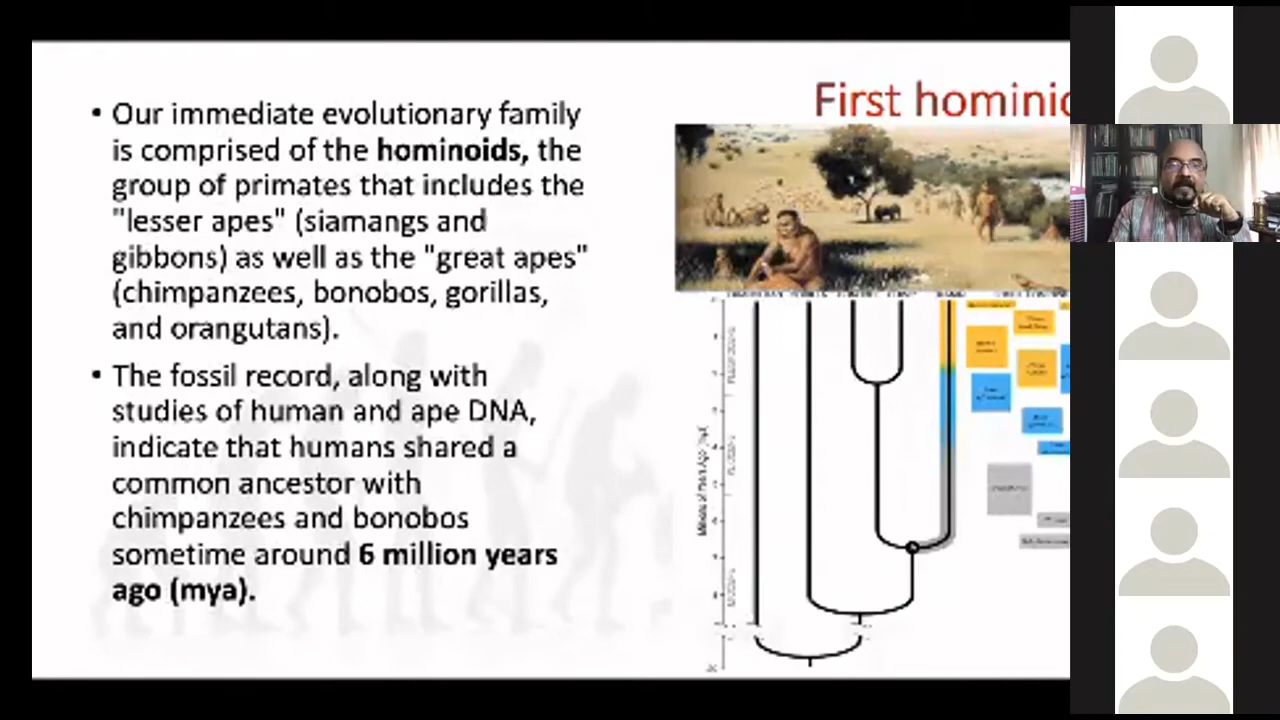 First hominid
• Our immediate evolutionary family
is comprised of the hominoids, the
group of primates that includes the
"lesser apes" (siamangs and
gibbons) as well as the "great apes"
(chimpanzees, bonobos, gorillas,
and orangutans).
• The fossil record, along with
studies of human and ape DNA,
indicate that humans shared a
common ancestor with
chimpanzees and bonobos
sometime around 6 million years
ago (mya).